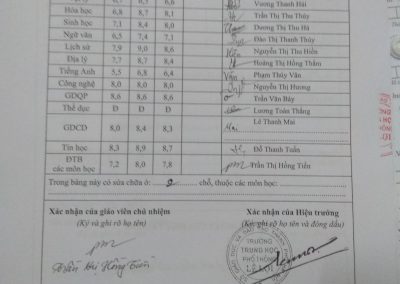 Vương Thanh Hải
Hóa học 6,8 8,7 8,1 Trần Thị Thu Thủy
Sinh học 7,1 8,4 8,0 Dương Thị Thu Hà
Ngữ văn 6,5 7,4 7,1 Đào Thị Thanh Thúy
Lịch sử 7,9 9,0 8,6 Nguyễn Thị Thu Hiền
Địa lý 7,7 8,7 8,4 Hoàng Thị Hồng Thắm
Tiếng Anh 5,5 6,8 6,4 Phạm Thúy Vân
Công nghệ 8,0 8,0 8,0 Nguyễn Thị Hương
GDQP 8,6 8,6 8,6 Trần Văn Bảy
Thể dục Đ Đ Đ Lương Toàn Thắng
GDCD 8,0 8,4 8,3 Lê Thanh Mai
Tin học 8,3 8,9 8,7 Đỗ Thanh Tuấn
ĐTB
các môn học 7,2 8,0 7,8 Trần Thị Hồng Tiến
Trong bảng này có sửa chữa ở: chỗ, thuộc các môn học:
Xác nhận của giáo viên chủ nhiệm Xác nhận của Hiệu trưởng
(Ký và ghi rõ họ tên) (Ký, ghi rõ họ tên và đóng dấu)
TRƯỜNG
TRUNG HỌC
PHỔ THÔNG
LÊ LỢI
Trần Thị Hồng Tiến